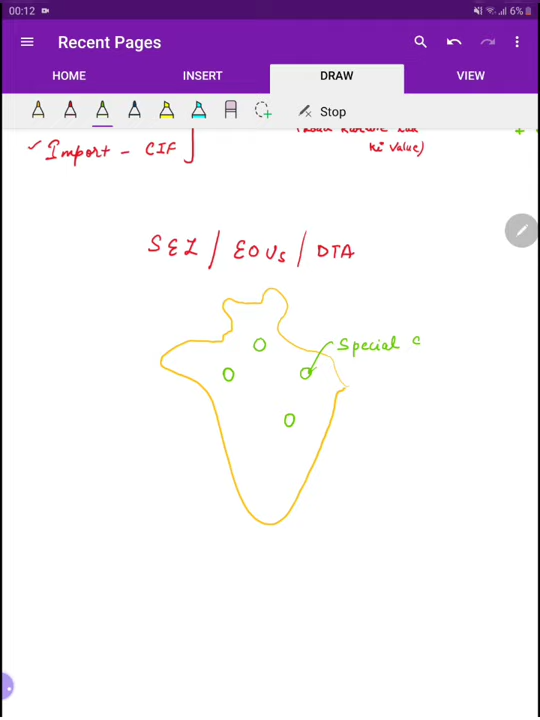 00:12
6%
Recent Pages
HOME INSERT DRAW VIEW
Stop
✓ Import - CIF
ki value)
SEZ / EOUs / DTA
Special